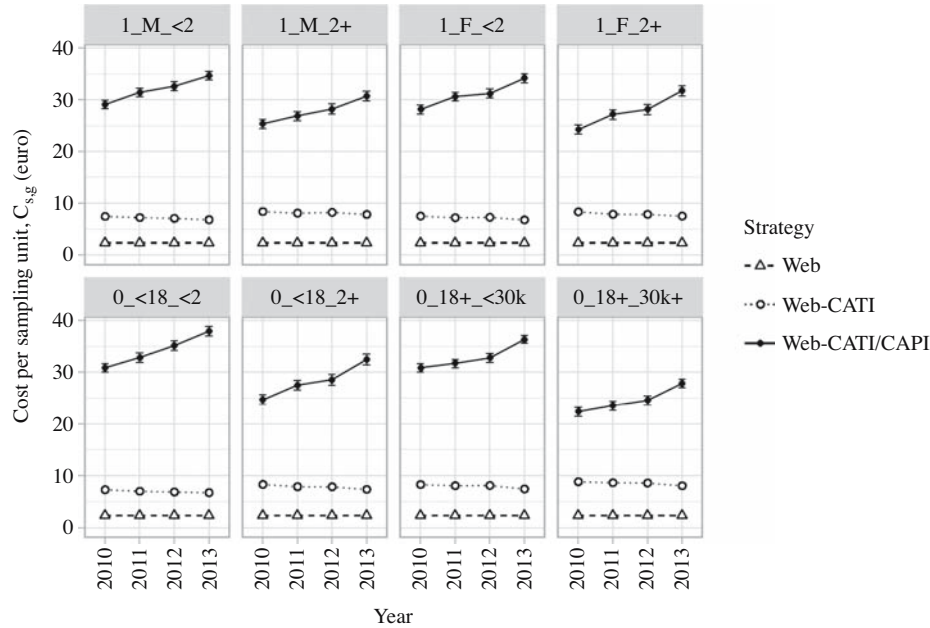 1_M_<2
1_M_2+
1_F_<2
1_F_2+
40
30
20
10
0
0_<18_<2
0_<18_2+
0_18+_<30k
0_18+_30k+
40
30
20
10
0
2010
2011
2012
2013
2010
2011
2012
2013
2010
2011
2012
2013
2010
2011
2012
2013
Year
Cost per sampling unit, Cs,g (euro)
Strategy
Web
Web-CATI
Web-CATI/CAPI